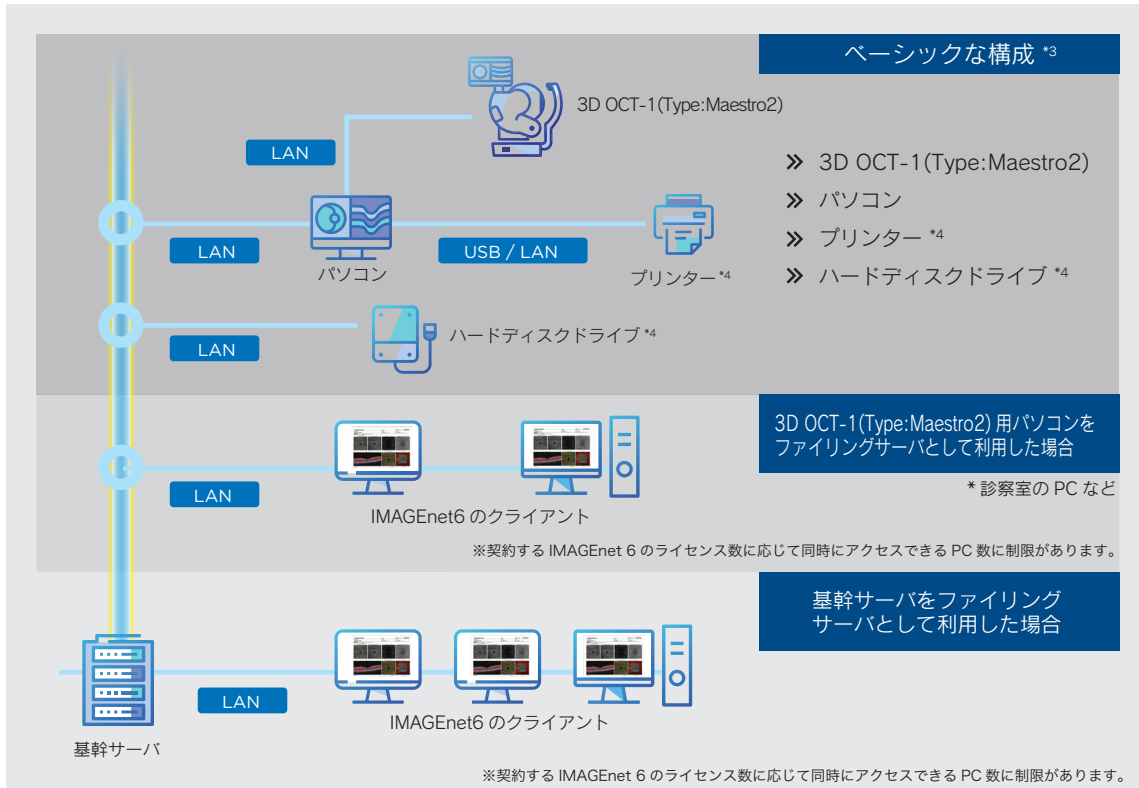 ベーシックな構成 *3
3D OCT-1(Type:Maestro2)
LAN
» 3D OCT-1(Type:Maestro2)
» パソコン
» プリンター *4
» ハードディスクドライブ *4
LAN
USB / LAN
パソコン
プリンター *4
LAN
ハードディスクドライブ *4
3D OCT-1(Type:Maestro2) 用パソコンを
ファイリングサーバとして利用した場合
* 診察室の PC など
LAN
IMAGEnet6 のクライアント
※契約する IMAGEnet 6 のライセンス数に応じて同時にアクセスできる PC 数に制限があります。
基幹サーバをファイリング
サーバとして利用した場合
LAN
IMAGEnet6 のクライアント
基幹サーバ
※契約する IMAGEnet 6 のライセンス数に応じて同時にアクセスできる PC 数に制限があります。